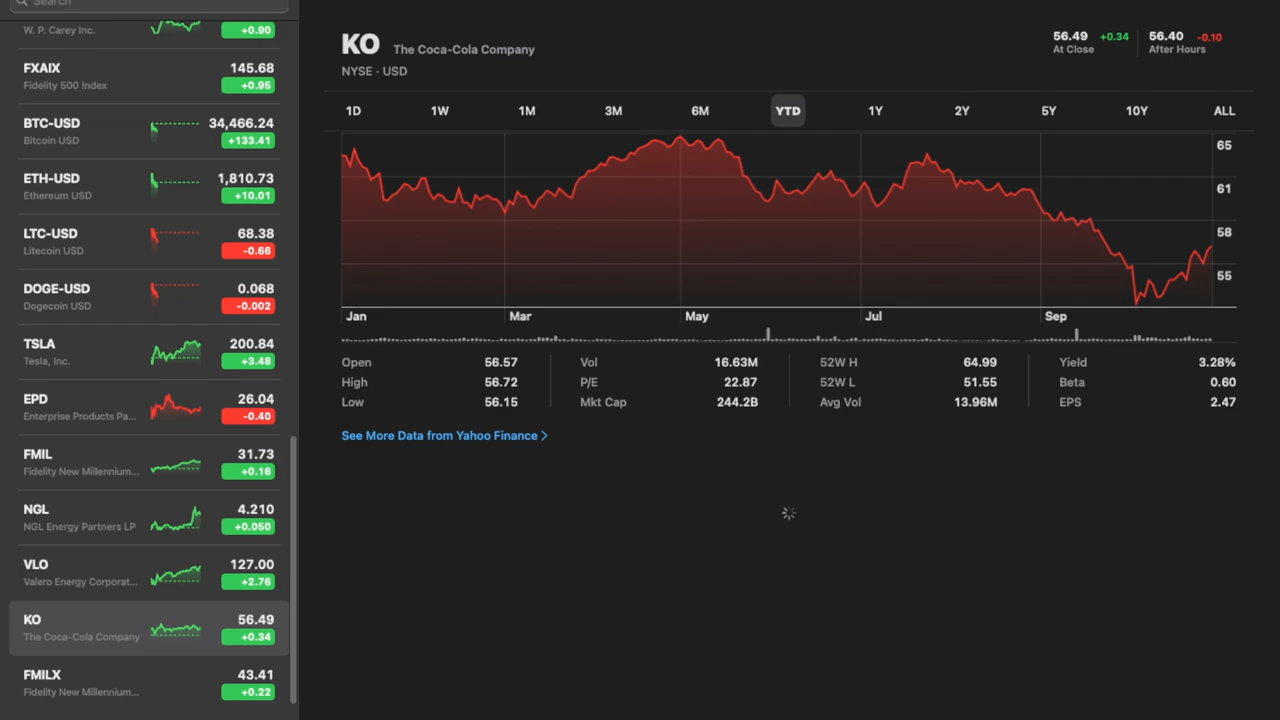 Search
W. P. Carey Inc. +0.90
FXAIX 145.68
Fidelity 500 Index +0.95
BTC-USD 34,466.24
Bitcoin USD +133.41
ETH-USD 1,810.73
Ethereum USD +10.01
LTC-USD 68.38
Litecoin USD -0.66
DOGE-USD 0.068
Dogecoin USD -0.002
TSLA 200.84
Tesla, Inc. +3.48
EPD 26.04
Enterprise Products Pa... -0.40
FMIL 31.73
Fidelity New Millennium... +0.16
NGL 4.210
NGL Energy Partners LP +0.050
VLO 127.00
Valero Energy Corporat... +2.76
KO 56.49
The Coca-Cola Company +0.34
FMILX 43.41
Fidelity New Millennium... +0.22
KO The Coca-Cola Company
NYSE · USD
56.49 +0.34 56.40 -0.10
At Close After Hours
1D 1W 1M 3M 6M YTD 1Y 2Y 5Y 10Y ALL
65
61
58
55
Jan Mar May Jul Sep
Open 56.57 Vol 16.63M 52W H 64.99 Yield 3.28%
High 56.72 P/E 22.87 52W L 51.55 Beta 0.60
Low 56.15 Mkt Cap 244.2B Avg Vol 13.96M EPS 2.47
See More Data from Yahoo Finance >